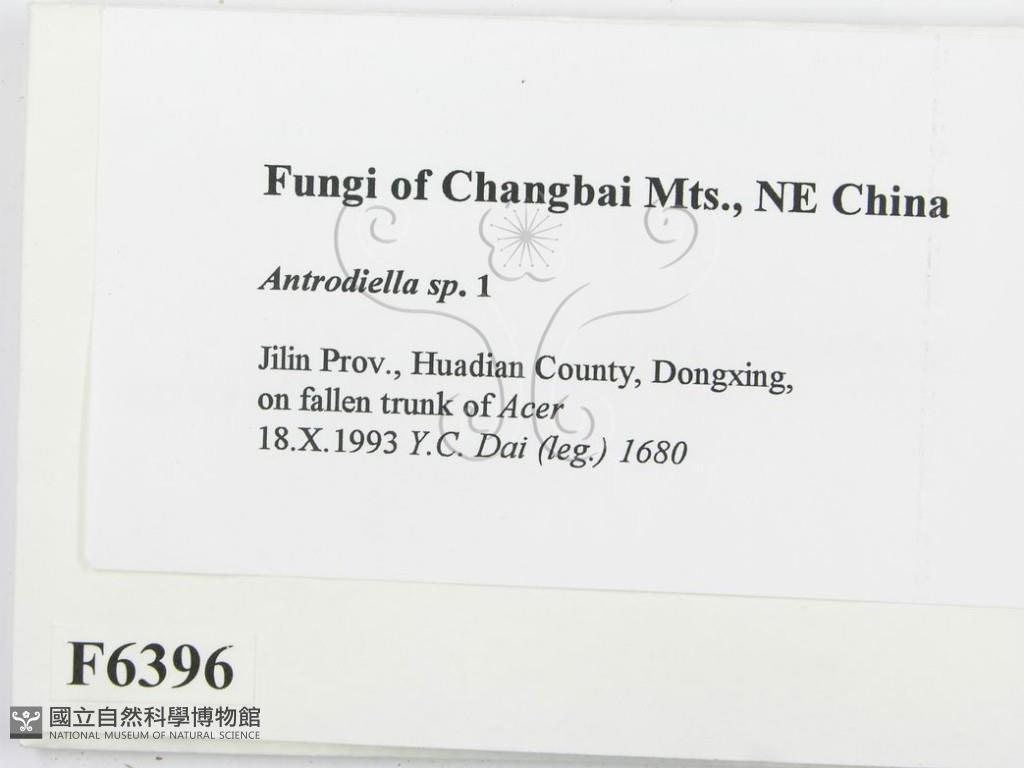 Fungi of Changbai Mts., NE China
Antrodiella sp. 1
Jilin Prov., Huadian County, Dongxing,
on fallen trunk of Acer
18.X.1993 Y.C. Dai (leg.) 1680
F6396
國立自然科學博物館
NATIONAL MUSEUM OF NATURAL SCIENCE